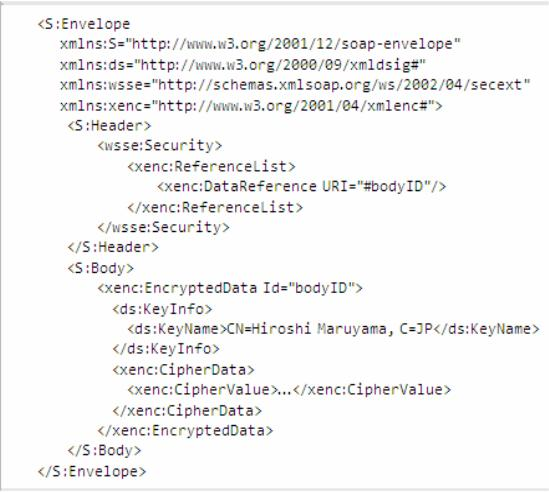 <S:Envelope
xmlns:S="http://www.w3.org/2001/12/soap-envelope"
xmlns:ds="http://www.w3.org/2000/09/xmldsig#"
xmlns:wsse="http://schemas.xmlsoap.org/ws/2002/04/secext"
xmlns:xenc="http://www.w3.org/2001/04/xmlenc#">
<S:Header>
<wsse:Security>
<xenc:ReferenceList>
<xenc:DataReference URI="#bodyID"/>
</xenc:ReferenceList>
</wsse:Security>
</S:Header>
<S:Body>
<xenc:EncryptedData Id="bodyID">
<ds:KeyInfo>
<ds:KeyName>CN=Hiroshi Maruyama, C=JP</ds:KeyName>
</ds:KeyInfo>
<xenc:CipherData>
<xenc:CipherValue>...</xenc:CipherValue>
</xenc:CipherData>
</xenc:EncryptedData>
</S:Body>
</S:Envelope>